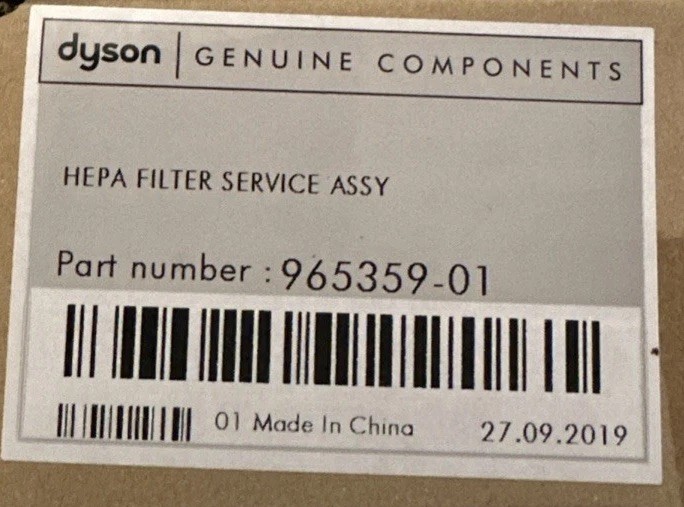 dyson | GENUINE COMPONENTS
HEPA FILTER SERVICE ASSY
Part number : 965359-01
01 Made In China 27.09.2019